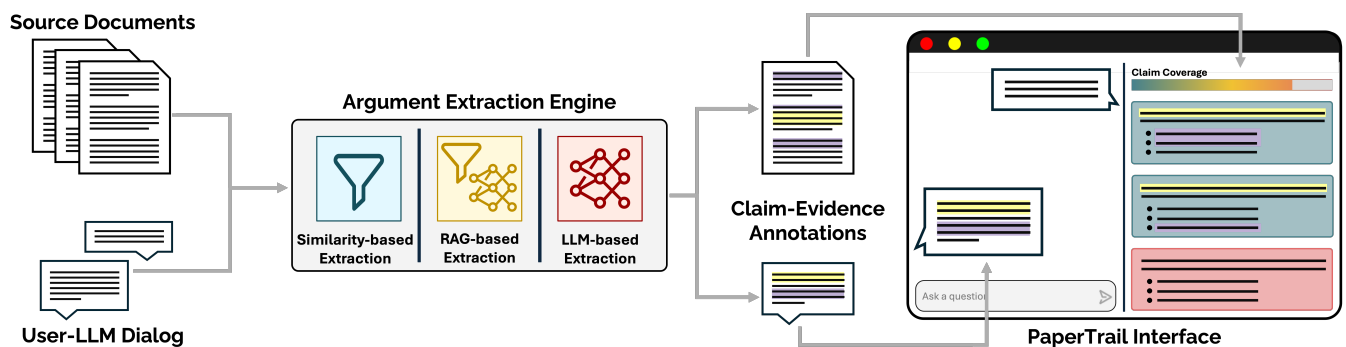 Source Documents
User-LLM Dialog
Argument Extraction Engine
Similarity-based
Extraction
RAG-based
Extraction
LLM-based
Extraction
Claim-Evidence
Annotations
Claim Coverage
Ask a question
PaperTrail Interface